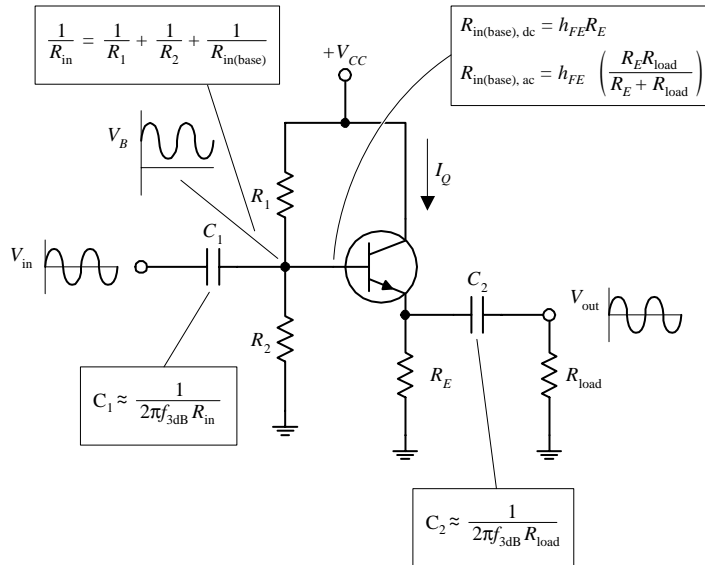 1/R_in = 1/R_1 + 1/R_2 + 1/R_in(base)
R_in(base), dc = h_FE R_E
R_in(base), ac = h_FE (R_E R_load / R_E + R_load)
+V_CC
V_B
R_1
I_Q
C_1
V_in
C_2
V_out
R_2
R_E
R_load
C_1 ≈ 1/2πf_3dB R_in
C_2 ≈ 1/2πf_3dB R_load